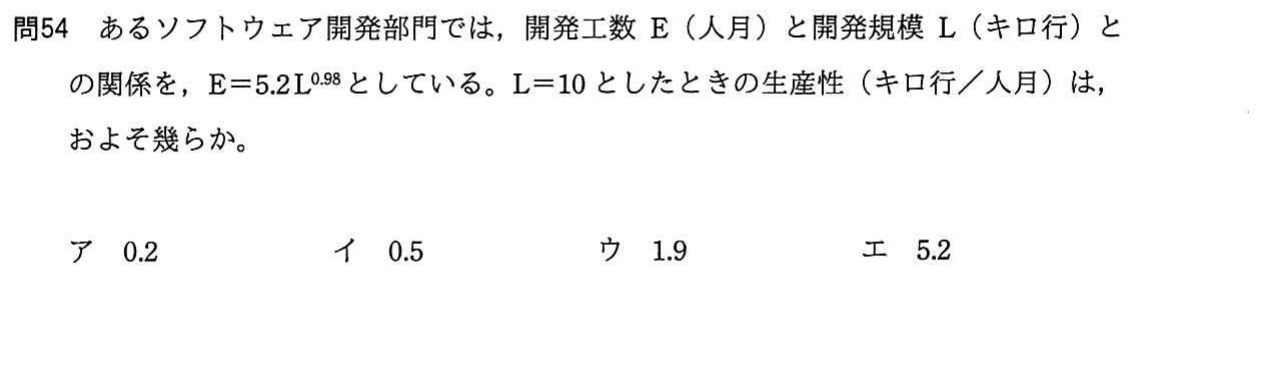 問54 あるソフトウェア開発部門では，開発工数 E（人月）と開発規模 L（キロ行）と
の関係を，E＝5.2L^0.98としている。L＝10 としたときの生産性（キロ行／人月）は，
およそ幾らか。
ア 0.2 イ 0.5 ウ 1.9 エ 5.2